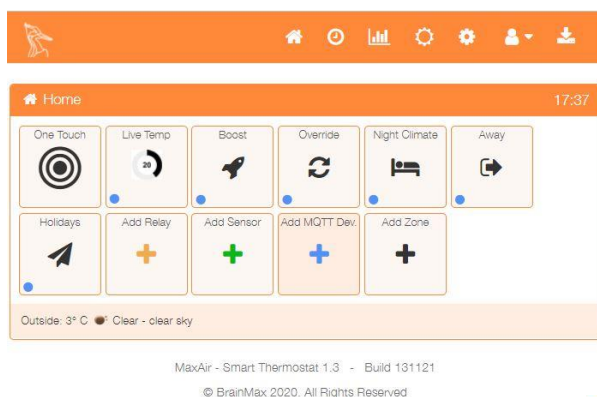 Home 17:37
One Touch Live Temp Boost Override Night Climate Away
20
Holidays Add Relay Add Sensor Add MQTT Dev. Add Zone
Outside: 3° C Clear - clear sky
MaxAir - Smart Thermostat 1.3 - Build 131121
© BrainMax 2020. All Rights Reserved